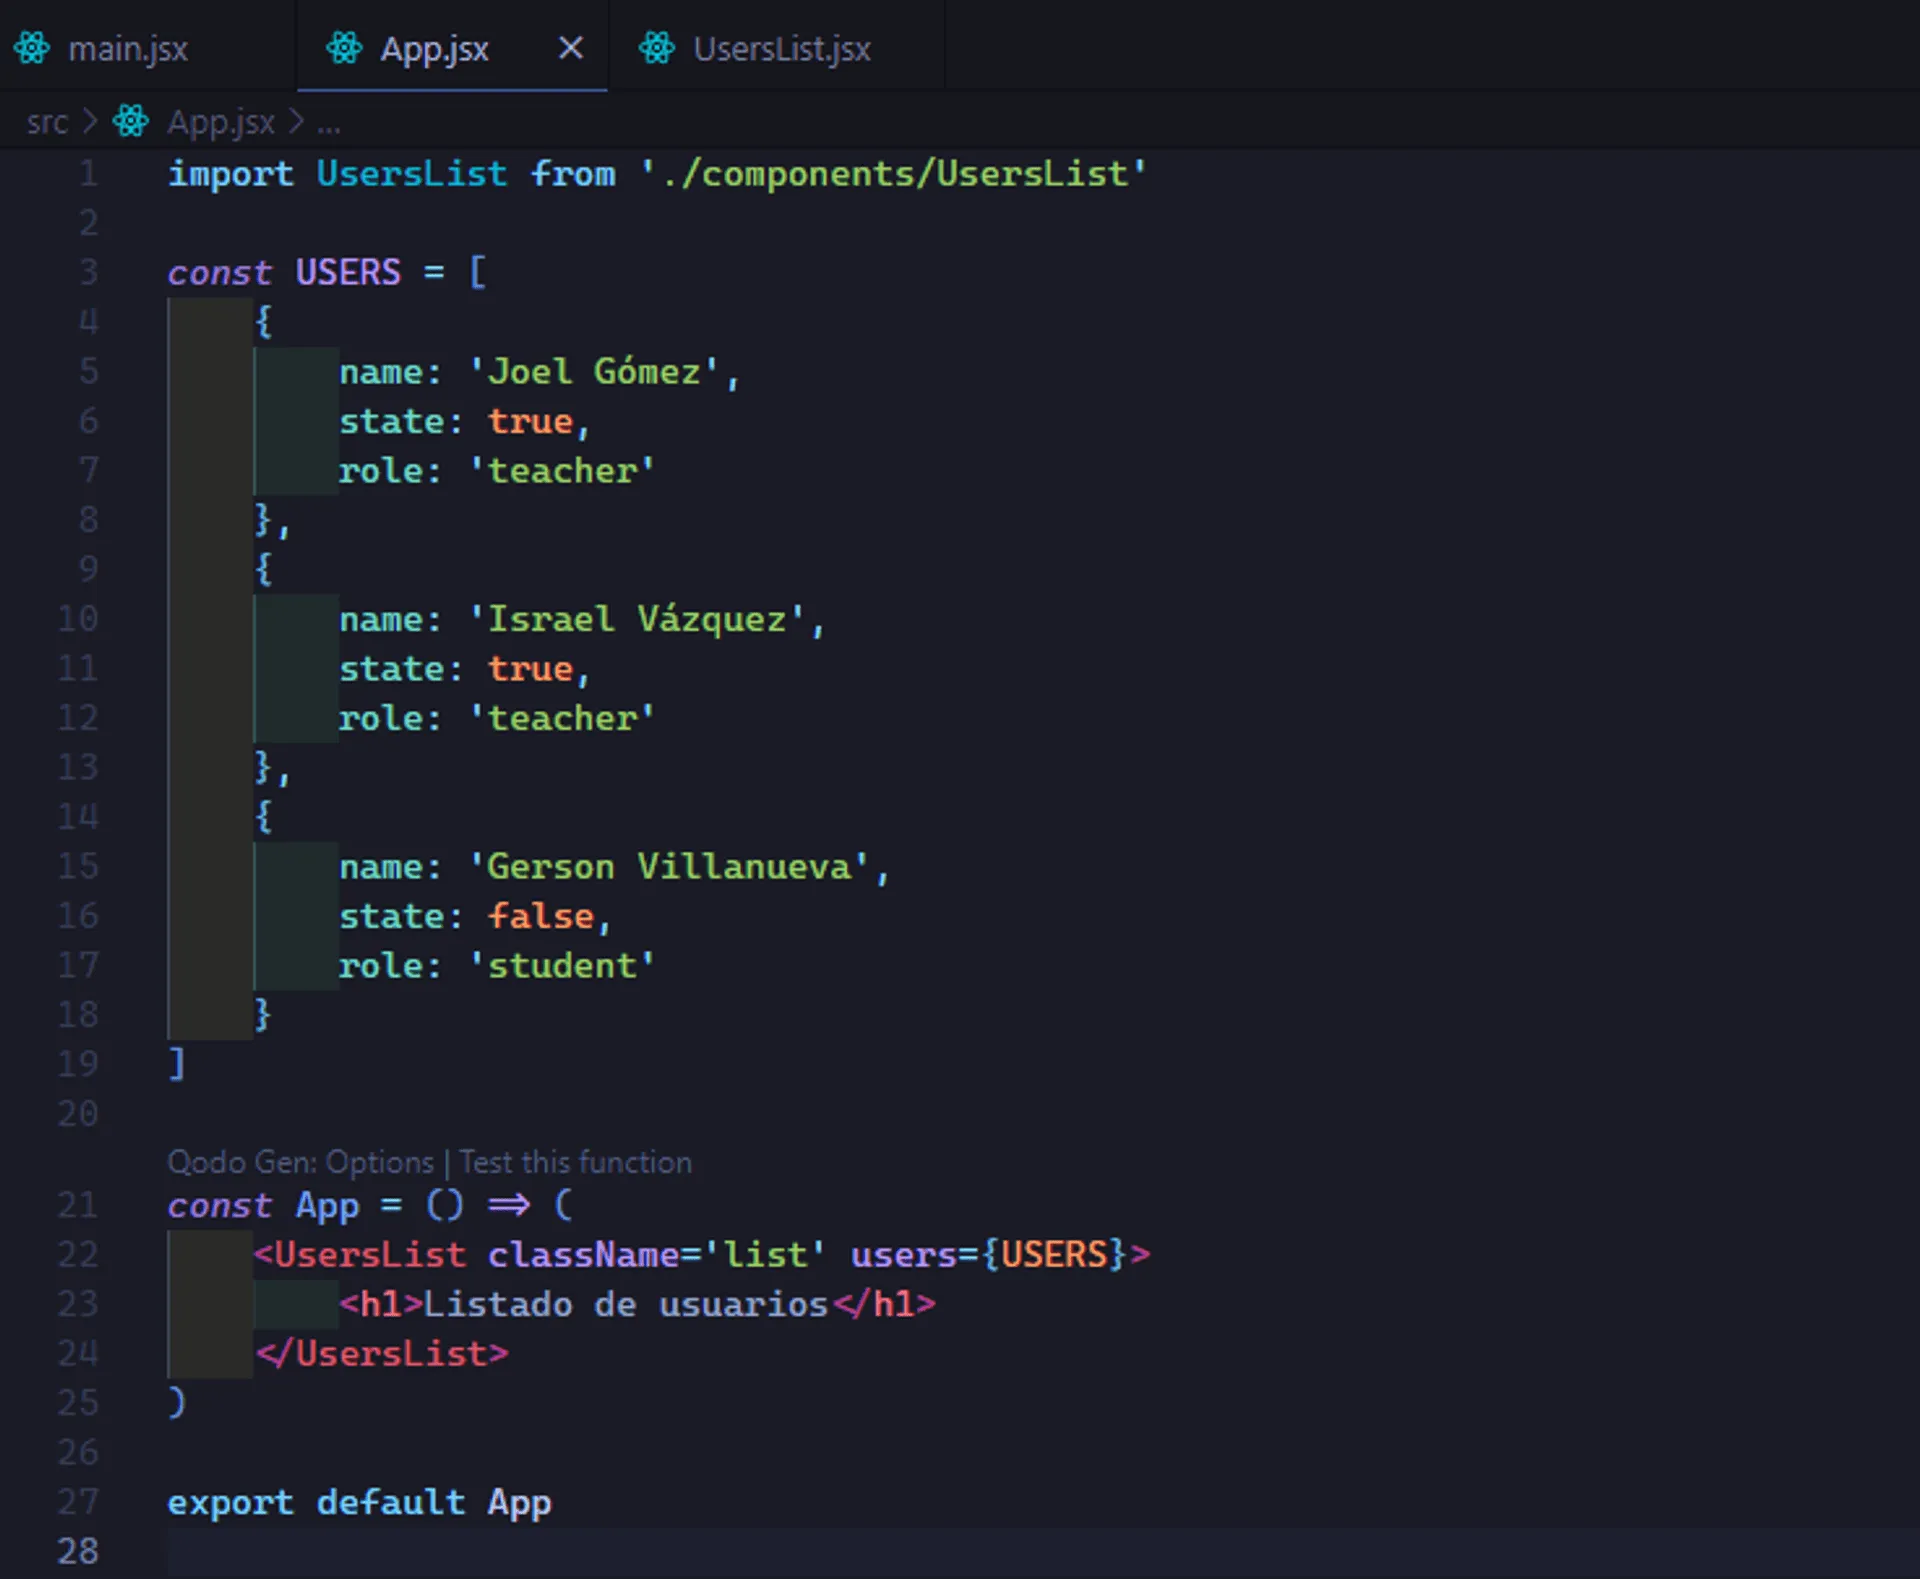 main.jsx App.jsx UsersList.jsx
src > App.jsx > ...
1 import UsersList from './components/UsersList'
2
3 const USERS = [
4 {
5 name: 'Joel Gómez',
6 state: true,
7 role: 'teacher'
8 },
9 {
10 name: 'Israel Vázquez',
11 state: true,
12 role: 'teacher'
13 },
14 {
15 name: 'Gerson Villanueva',
16 state: false,
17 role: 'student'
18 }
19 ]
20
Qodo Gen: Options | Test this function
21 const App = () => (
22 <UsersList className='list' users={USERS}>
23 <h1>Listado de usuarios</h1>
24 </UsersList>
25 )
26
27 export default App
28